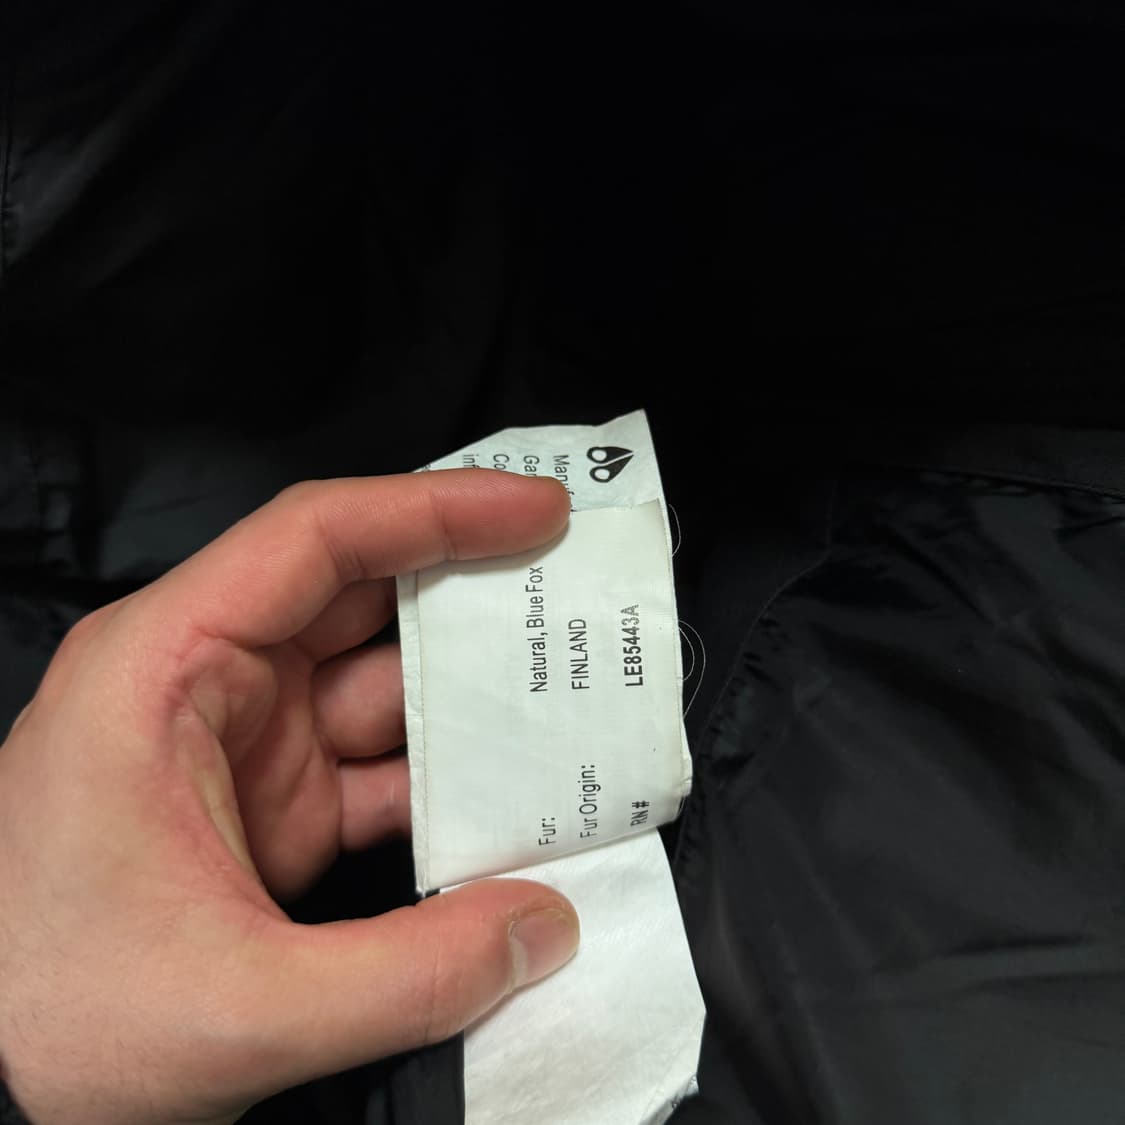 Fur: Natural, Blue Fox
Fur Origin: FINLAND
RN# LE85443A